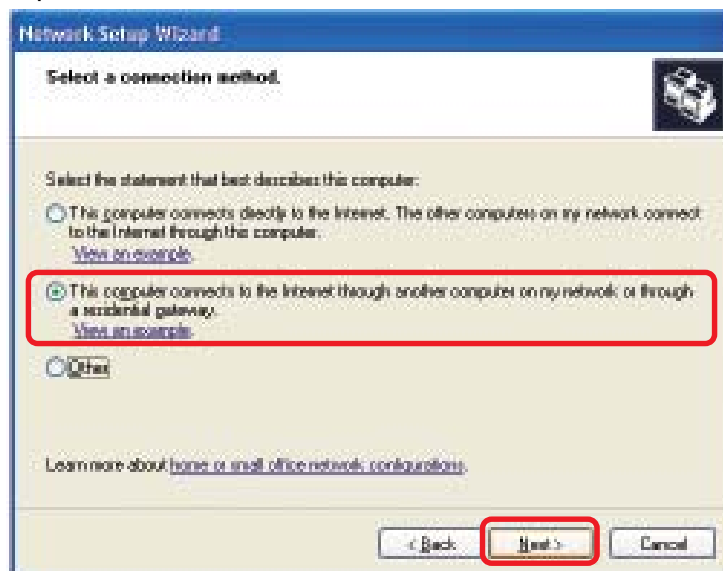 Network Setup Wizard
Select a connection method.
Select the statement that best describes this computer:
This computer connects directly to the Internet. The other computers on my network connect
to the Internet through this computer.
View an example.
This computer connects to the Internet through another computer on my network or through
a residential gateway.
View an example.
Other
Learn more about home or small office network configurations.
< Back
Next >
Cancel